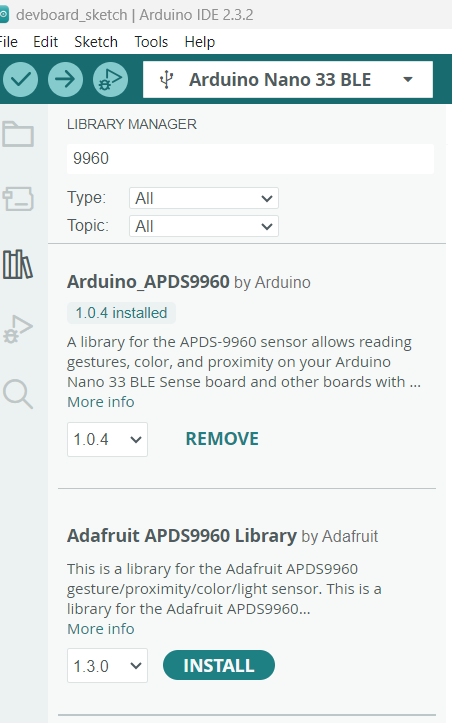 devboard_sketch | Arduino IDE 2.3.2
File Edit Sketch Tools Help
Arduino Nano 33 BLE
LIBRARY MANAGER
9960
Type: All
Topic: All
Arduino_APDS9960 by Arduino
1.0.4 installed
A library for the APDS-9960 sensor allows reading
gestures, color, and proximity on your Arduino
Nano 33 BLE Sense board and other boards with ...
More info
1.0.4 REMOVE
Adafruit APDS9960 Library by Adafruit
This is a library for the Adafruit APDS9960
gesture/proximity/color/light sensor. This is a
library for the Adafruit APDS9960...
More info
1.3.0 INSTALL